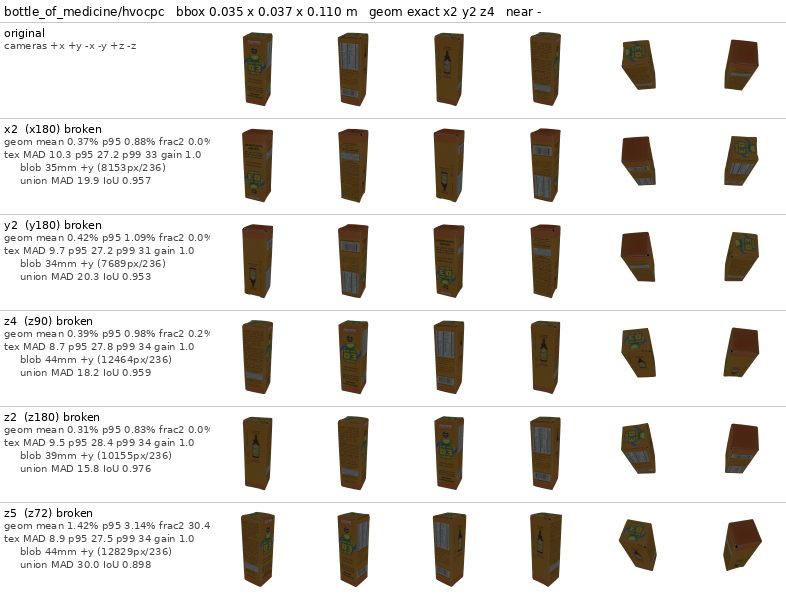 bottle_of_medicine/hvocpc   bbox 0.035 x 0.037 x 0.110 m   geom exact x2 y2 z4   near -
original
cameras +x +y -x -y +z -z
x2  (x180) broken
geom mean 0.37% p95 0.88% frac2 0.0%
tex MAD 10.3 p95 27.2 p99 33 gain 1.0
blob 35mm +y (8153px/236)
union MAD 19.9 IoU 0.957
y2  (y180) broken
geom mean 0.42% p95 1.09% frac2 0.0%
tex MAD 9.7 p95 27.2 p99 31 gain 1.0
blob 34mm +y (7689px/236)
union MAD 20.3 IoU 0.953
z4  (z90) broken
geom mean 0.39% p95 0.98% frac2 0.2%
tex MAD 8.7 p95 27.8 p99 34 gain 1.0
blob 44mm +y (12464px/236)
union MAD 18.2 IoU 0.959
z2  (z180) broken
geom mean 0.31% p95 0.83% frac2 0.0%
tex MAD 9.5 p95 28.4 p99 34 gain 1.0
blob 39mm +y (10155px/236)
union MAD 15.8 IoU 0.976
z5  (z72) broken
geom mean 1.42% p95 3.14% frac2 30.4
tex MAD 8.9 p95 27.5 p99 34 gain 1.0
blob 44mm +y (12829px/236)
union MAD 30.0 IoU 0.898